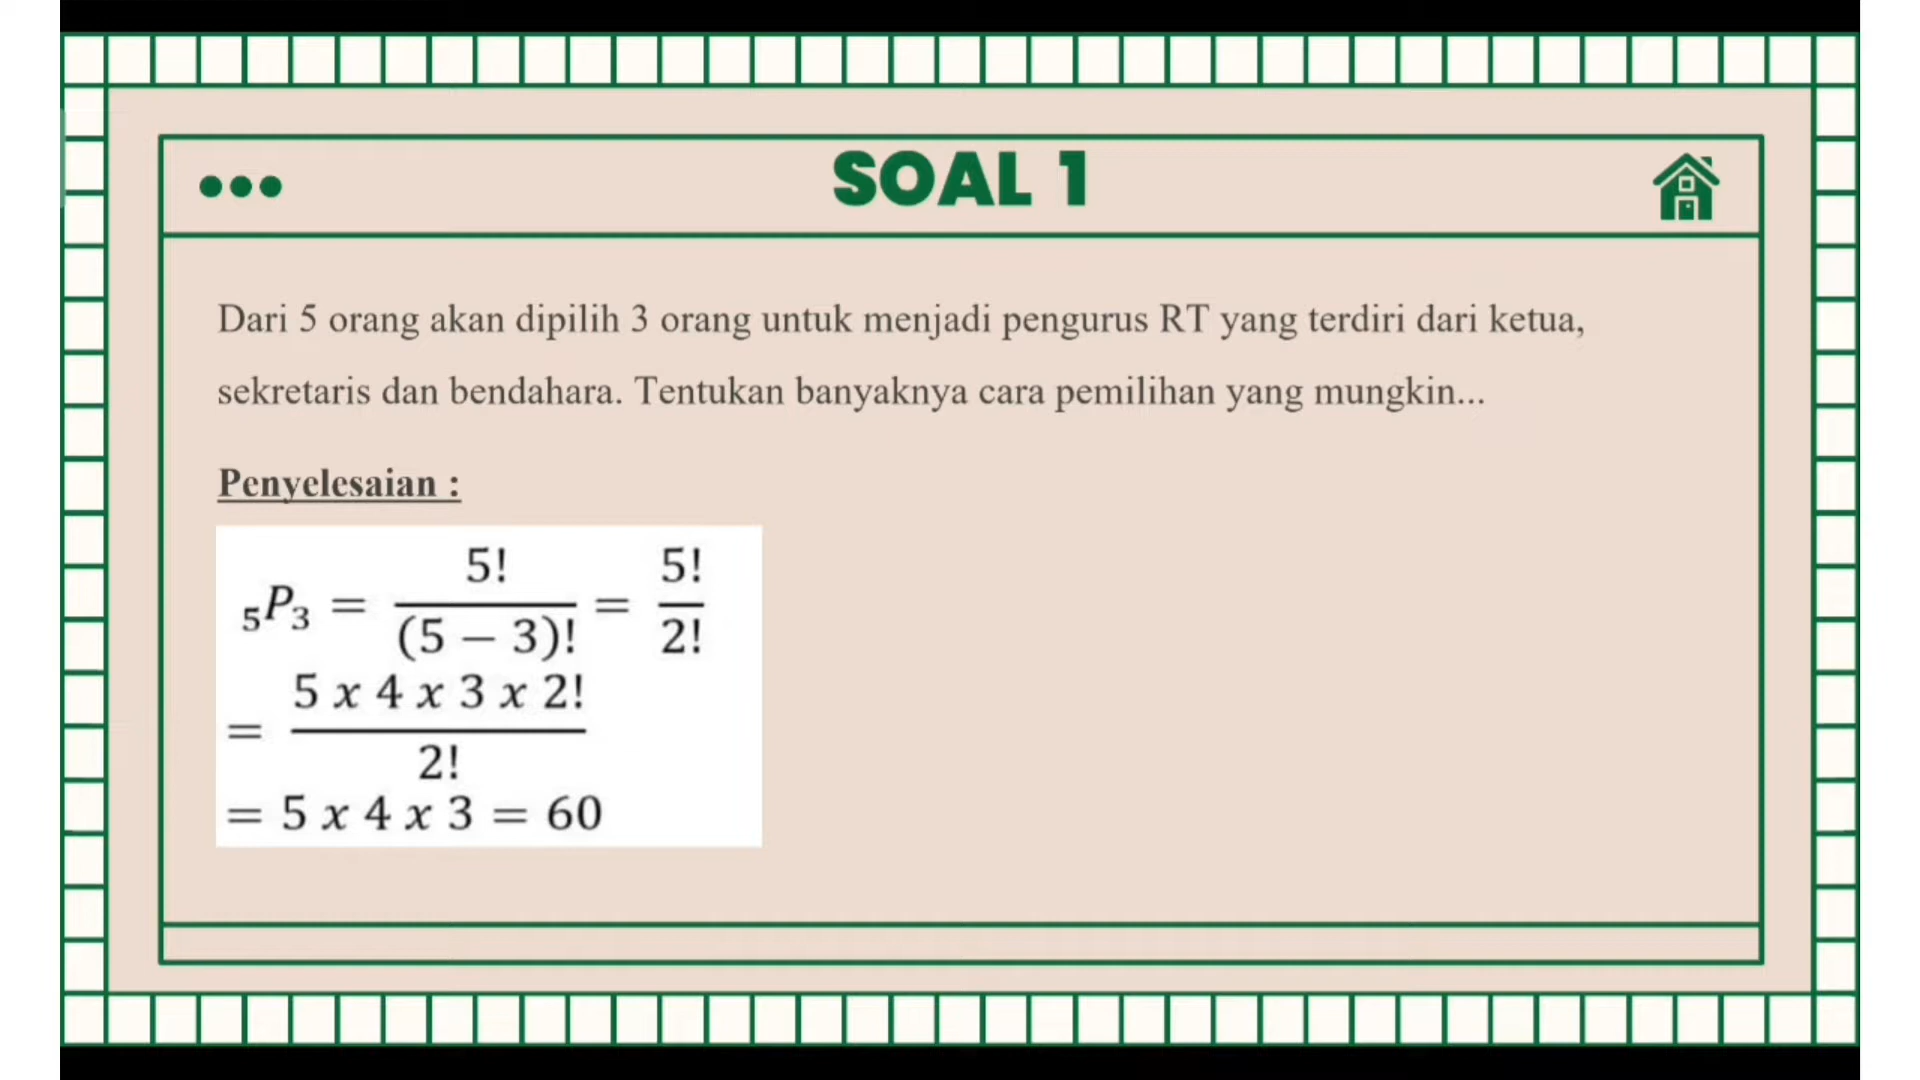 SOAL 1
Dari 5 orang akan dipilih 3 orang untuk menjadi pengurus RT yang terdiri dari ketua,
sekretaris dan bendahara. Tentukan banyaknya cara pemilihan yang mungkin...
Penyelesaian :
₅P₃ = 5!/(5 − 3)! = 5!/2!
= 5 x 4 x 3 x 2!/2!
= 5 x 4 x 3 = 60